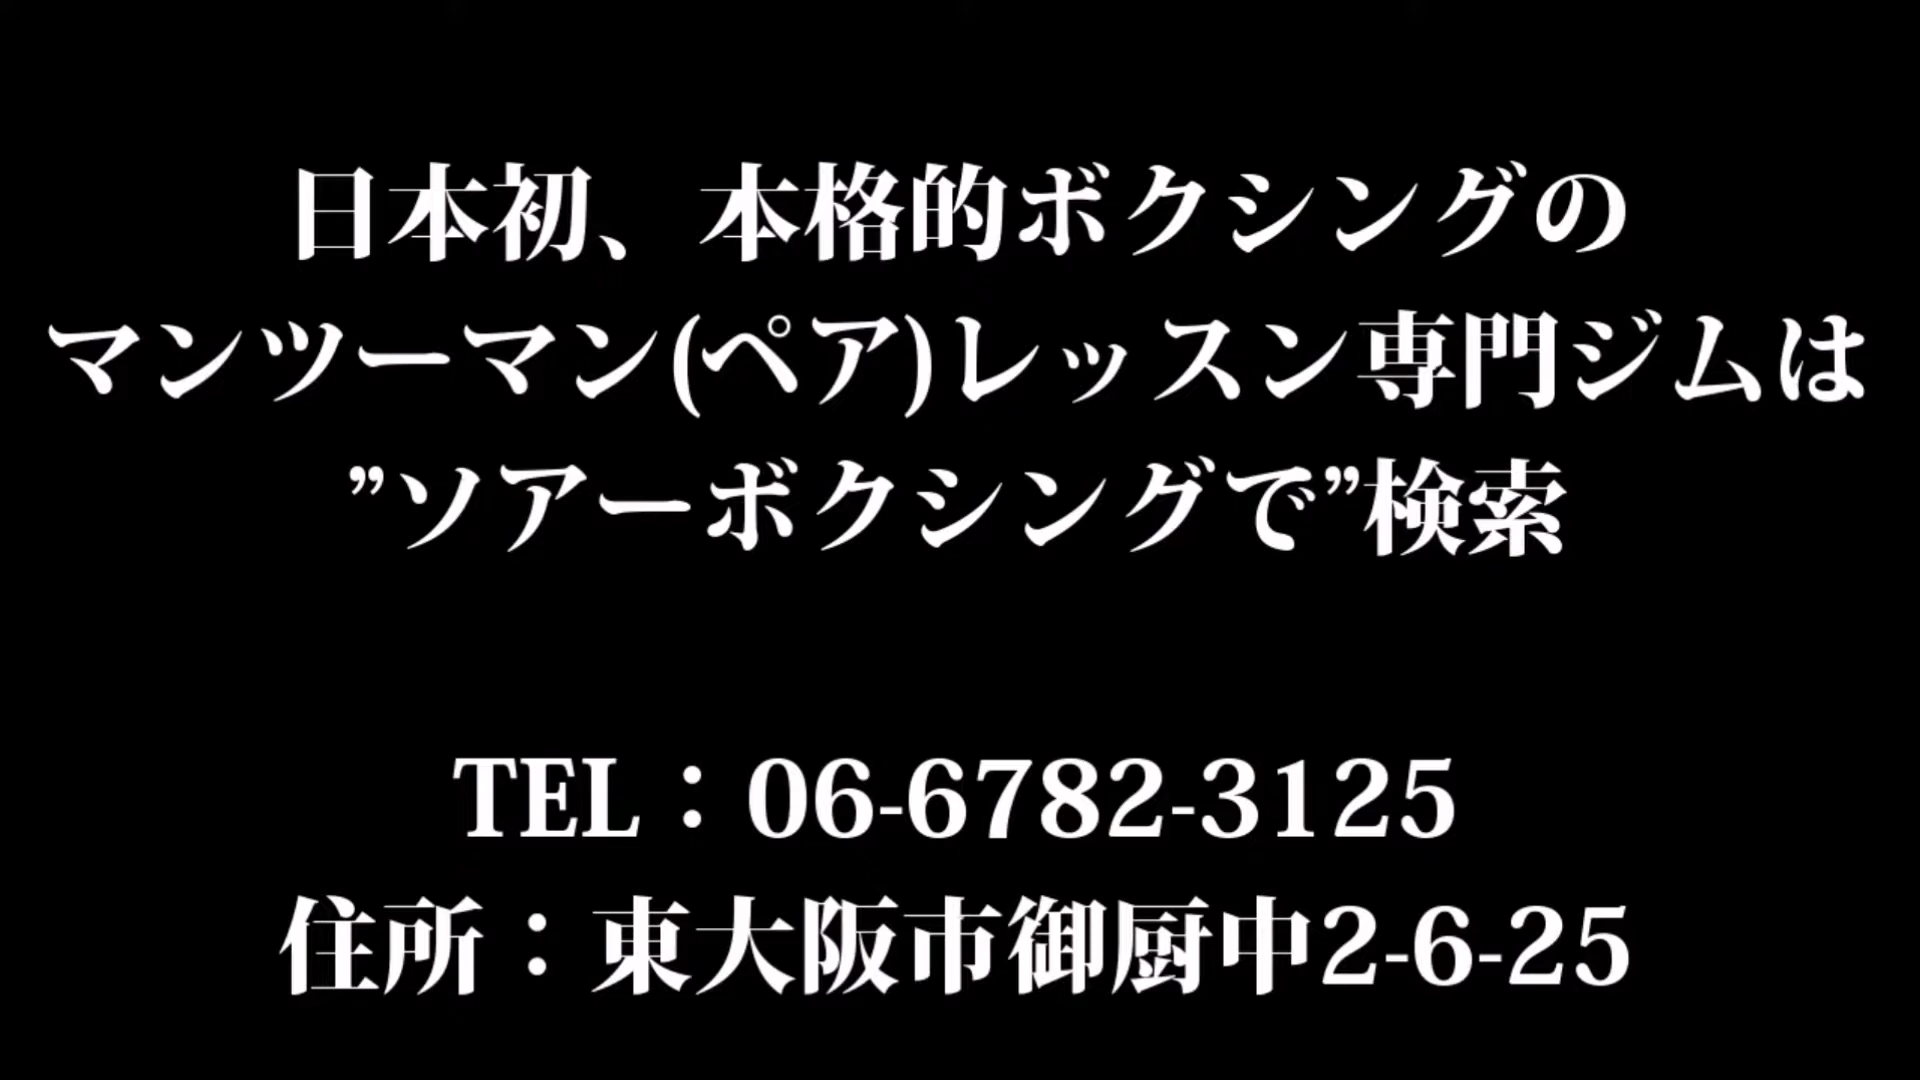 日本初、本格的ボクシングの
マンツーマン(ペア)レッスン専門ジムは
”ソアーボクシングで”検索
TEL：06-6782-3125
住所：東大阪市御厨中2-6-25